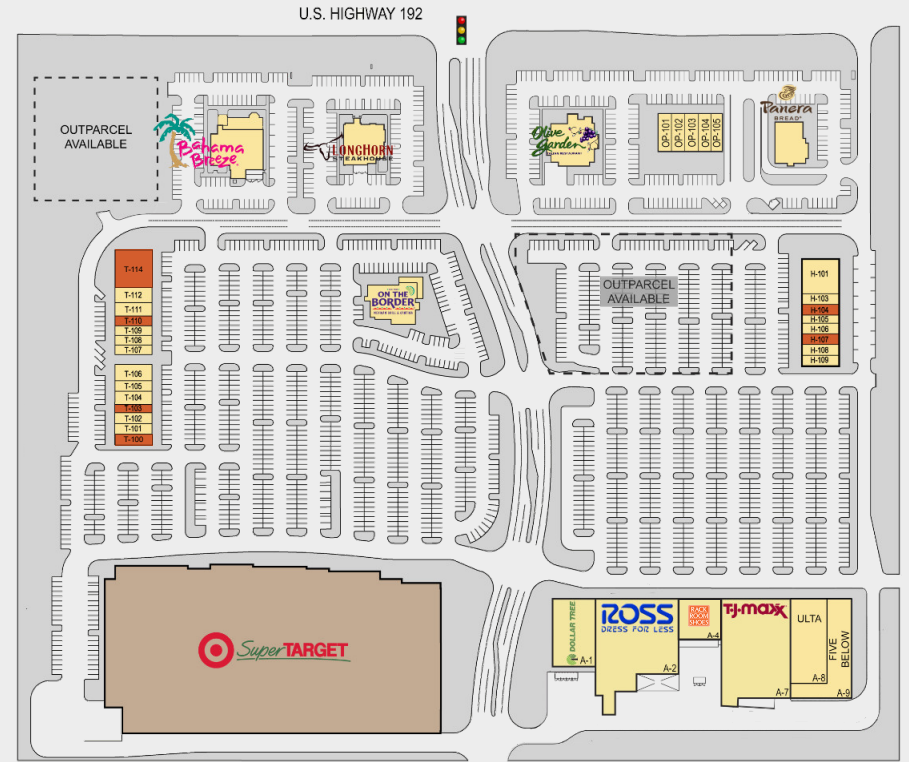 U.S. HIGHWAY 192
OUTPARCEL
AVAILABLE
Bahama
Breeze
LONGHORN
STEAKHOUSE
Olive
Garden
OP-101
OP-102
OP-103
OP-104
OP-105
Panera
BREAD
T-114
T-112
T-111
T-110
T-109
T-108
T-107
T-106
T-105
T-104
T-103
T-102
T-101
T-100
ON THE
BORDER
OUTPARCEL
AVAILABLE
H-101
H-103
H-104
H-105
H-106
H-107
H-108
H-109
SuperTARGET
DOLLAR TREE
A-1
ROSS
DRESS FOR LESS
A-2
RACK
ROOM
SHOES
A-4
T.J.maxx
A-7
ULTA
A-8
FIVE
BELOW
A-9